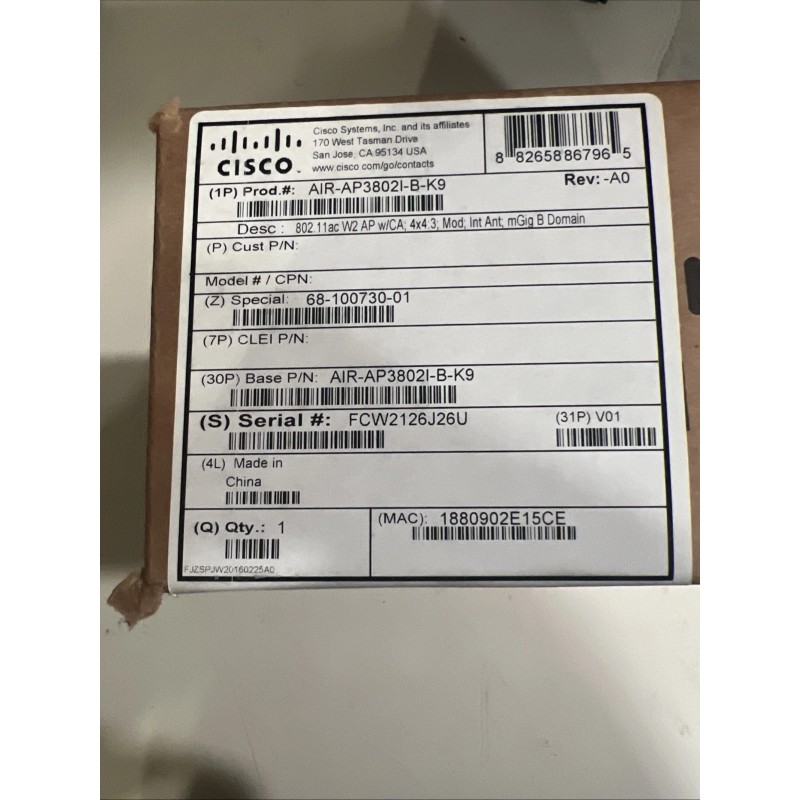 CISCO
Cisco Systems, Inc. and its affiliates
170 West Tasman Drive
San Jose, CA 95134 USA
www.cisco.com/go/contacts
8 8265886796 5
(1P) Prod.#: AIR-AP3802I-B-K9
Rev: -A0
Desc : 802.11ac W2 AP w/CA; 4x4:3; Mod; Int Ant; mGig B Domain
(P) Cust P/N:
Model # / CPN:
(Z) Special: 68-100730-01
(7P) CLEI P/N:
(30P) Base P/N: AIR-AP3802I-B-K9
(S) Serial #: FCW2126J26U
(31P) V01
(4L) Made in
China
(Q) Qty.: 1
(MAC): 1880902E15CE
FJZSPJW20160225A0